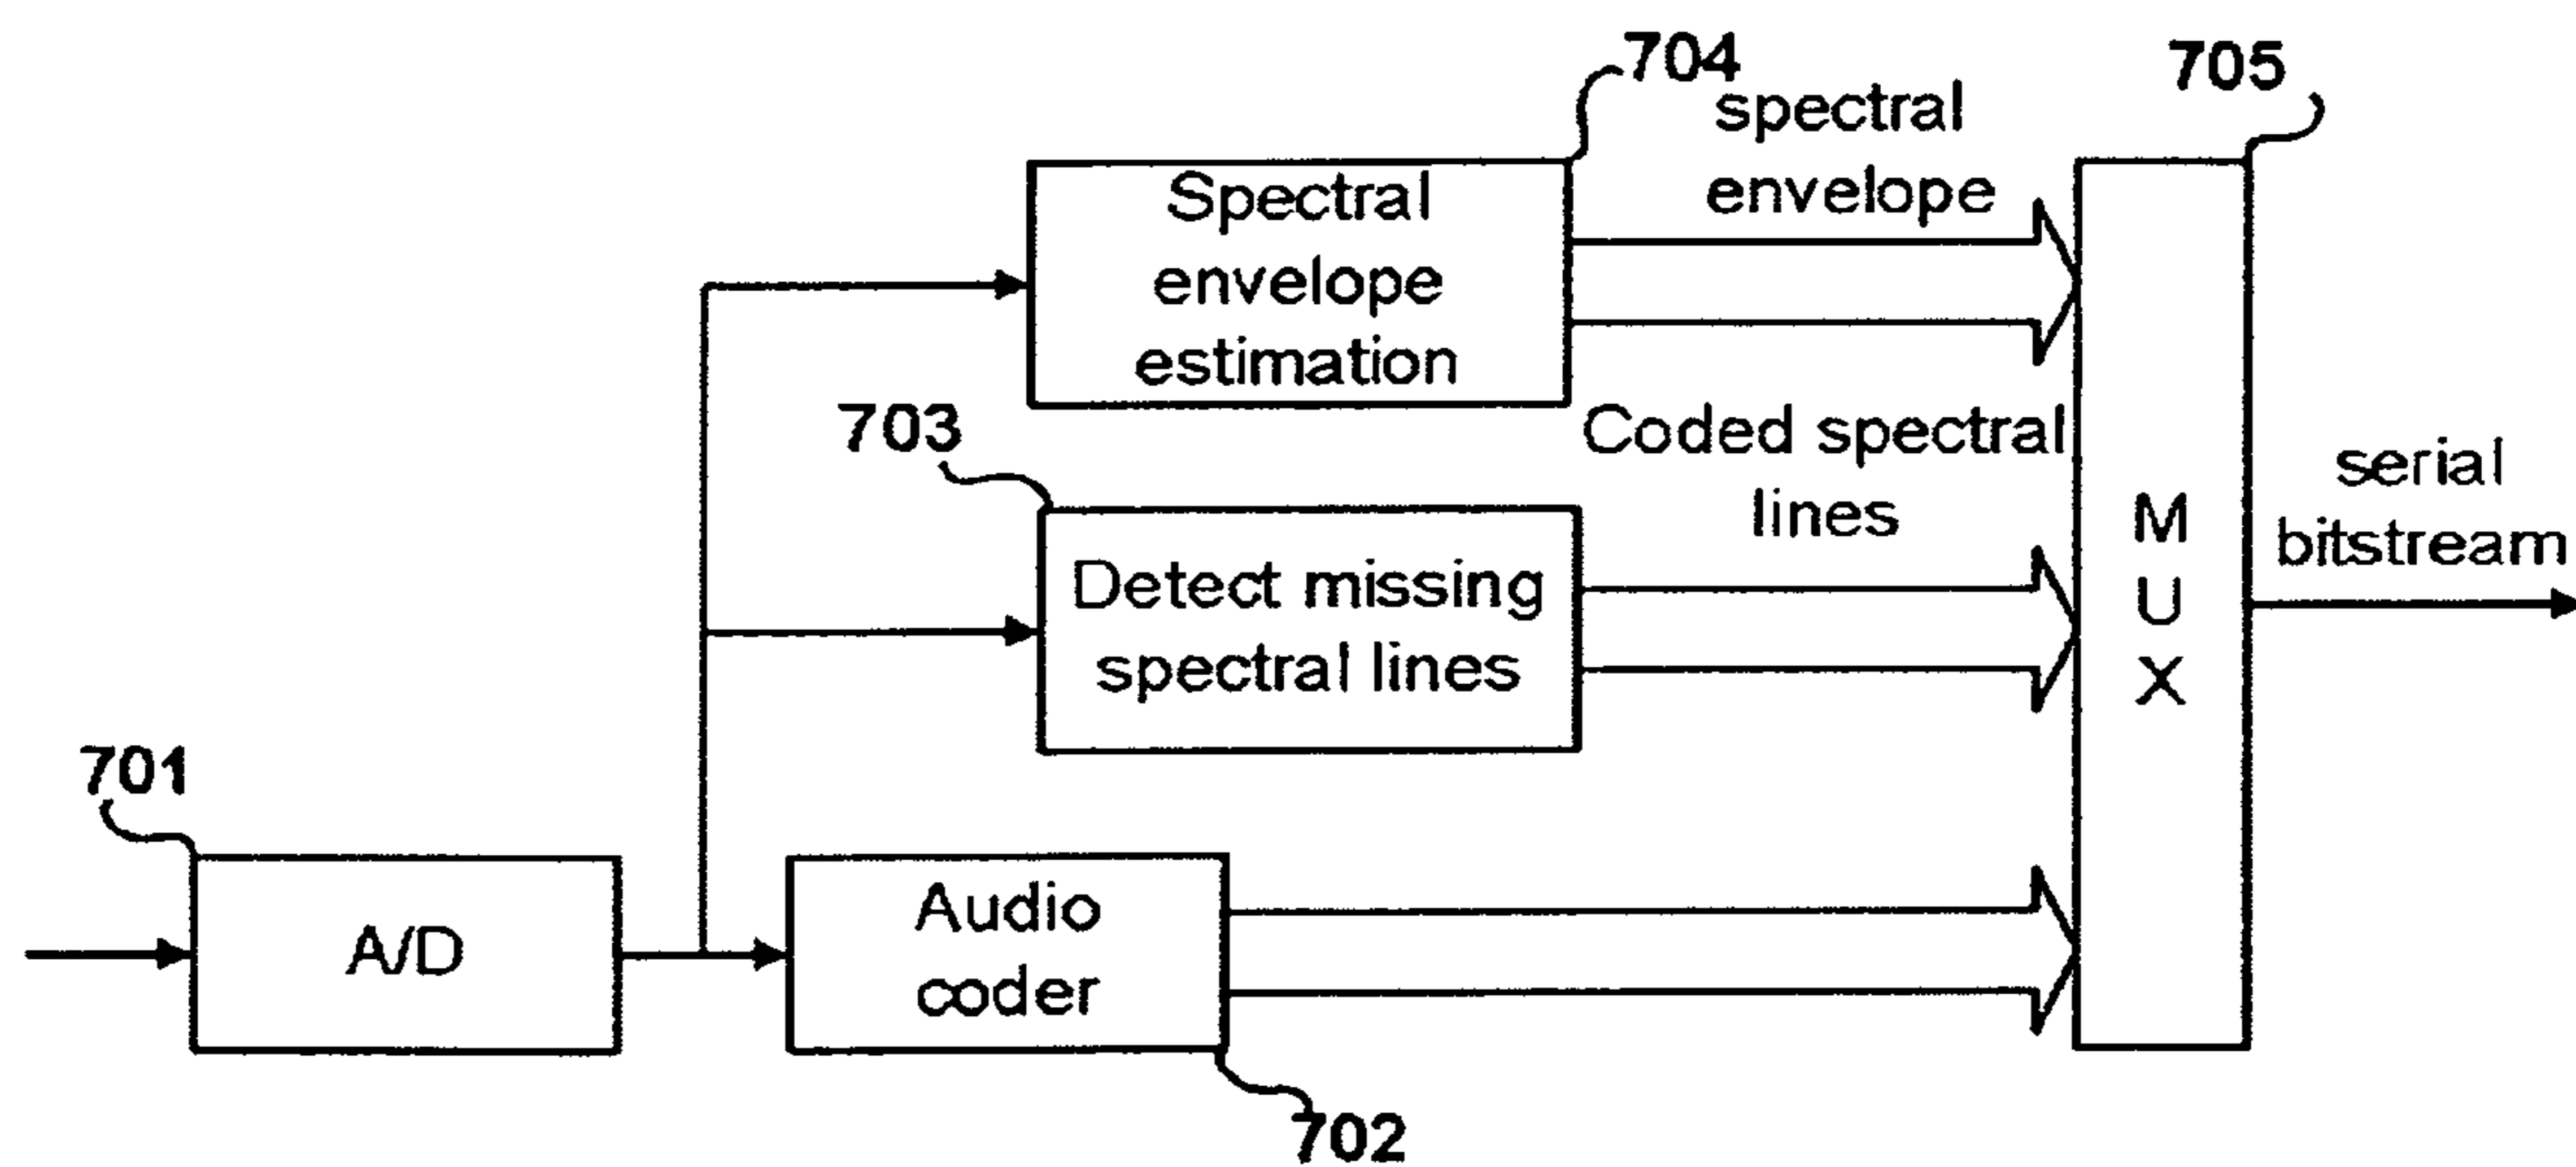 704
705
spectral
envelope
Spectral
envelope
estimation
703
Coded spectral
lines
serial
bitstream
Detect missing
spectral lines
M
U
X
701
A/D
Audio
coder
702